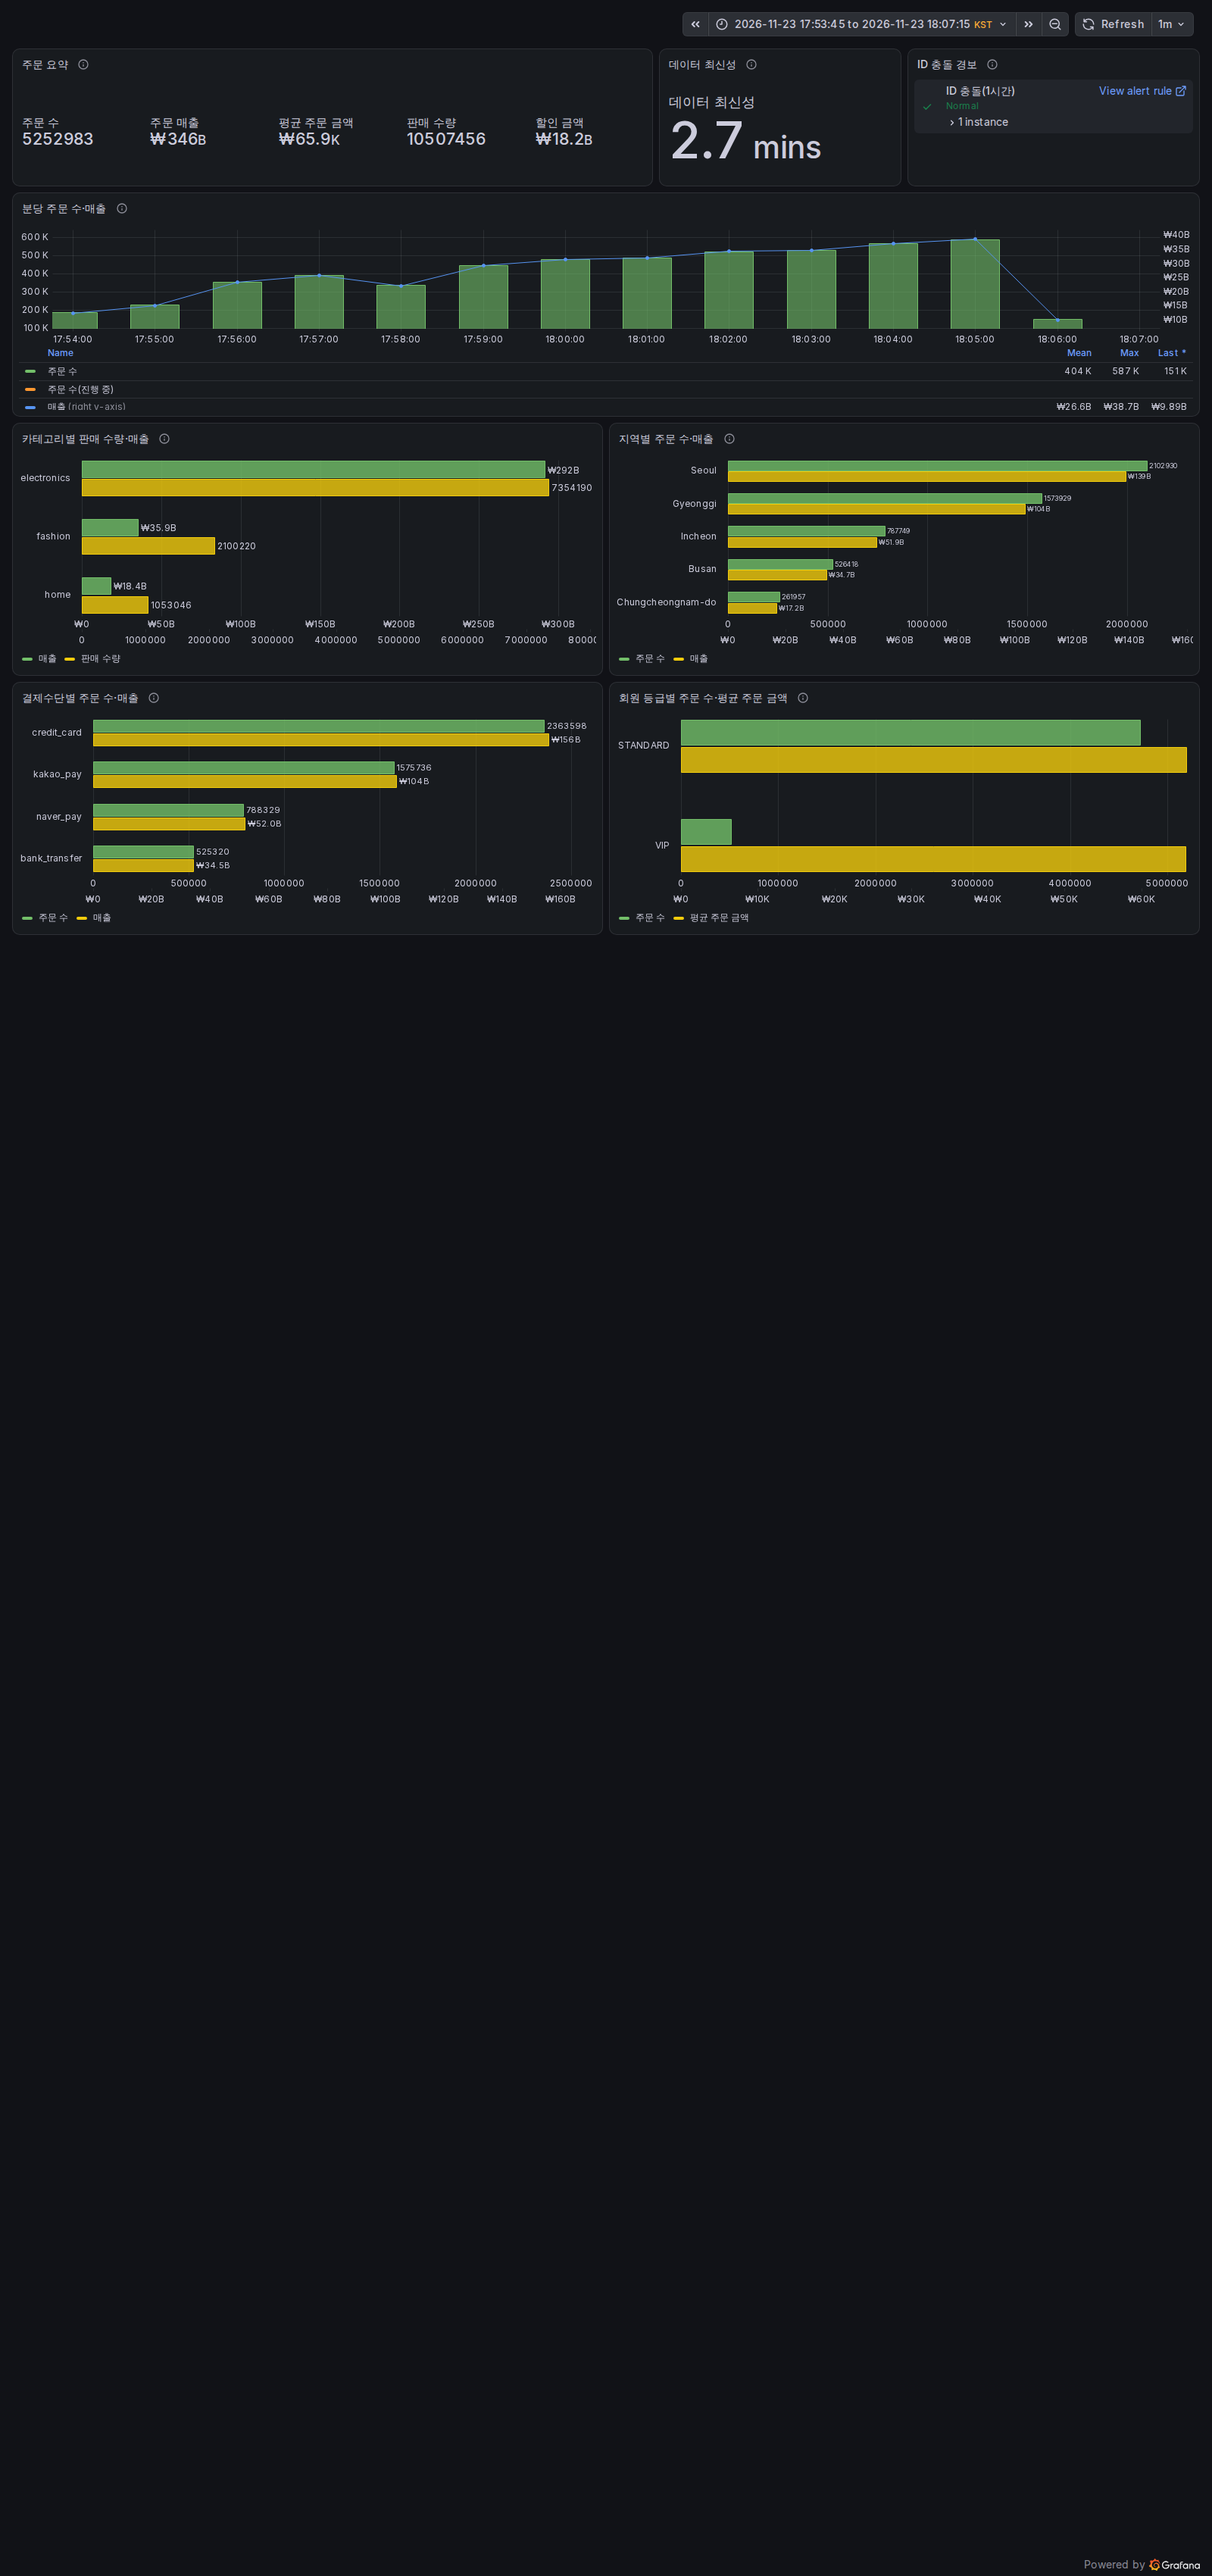 2026-11-23 17:53:45 to 2026-11-23 18:07:15 KST
Refresh
1m
주문 요약
주문 수
5252983
주문 매출
₩346B
평균 주문 금액
₩65.9K
판매 수량
10507456
할인 금액
₩18.2B
데이터 최신성
데이터 최신성
2.7 mins
ID 충돌 경보
ID 충돌(1시간)
View alert rule
Normal
1 instance
분당 주문 수·매출
600 K
500 K
400 K
300 K
200 K
100 K
₩40B
₩35B
₩30B
₩25B
₩20B
₩15B
₩10B
17:54:00 17:55:00 17:56:00 17:57:00 17:58:00 17:59:00 18:00:00 18:01:00 18:02:00 18:03:00 18:04:00 18:05:00 18:06:00 18:07:00
Name Mean Max Last *
주문 수 404 K 587 K 151 K
주문 수(진행 중)
매출 (right y-axis) ₩26.6B ₩38.7B ₩9.89B
카테고리별 판매 수량·매출
electronics
₩292B
7354190
fashion
₩35.9B
2100220
home
₩18.4B
1053046
₩0 ₩50B ₩100B ₩150B ₩200B ₩250B ₩300B
0 1000000 2000000 3000000 4000000 5000000 6000000 7000000 80000
매출 판매 수량
지역별 주문 수·매출
Seoul
2102930
₩139B
Gyeonggi
1573929
₩104B
Incheon
787749
₩51.9B
Busan
526418
₩34.7B
Chungcheongnam-do
261957
₩17.2B
0 500000 1000000 1500000 2000000
₩0 ₩20B ₩40B ₩60B ₩80B ₩100B ₩120B ₩140B ₩160
주문 수 매출
결제수단별 주문 수·매출
credit_card
2363598
₩156B
kakao_pay
1575736
₩104B
naver_pay
788329
₩52.0B
bank_transfer
525320
₩34.5B
0 500000 1000000 1500000 2000000 2500000
₩0 ₩20B ₩40B ₩60B ₩80B ₩100B ₩120B ₩140B ₩160B
주문 수 매출
회원 등급별 주문 수·평균 주문 금액
STANDARD
VIP
0 1000000 2000000 3000000 4000000 5000000
₩0 ₩10K ₩20K ₩30K ₩40K ₩50K ₩60K
주문 수 평균 주문 금액
Powered by Grafana